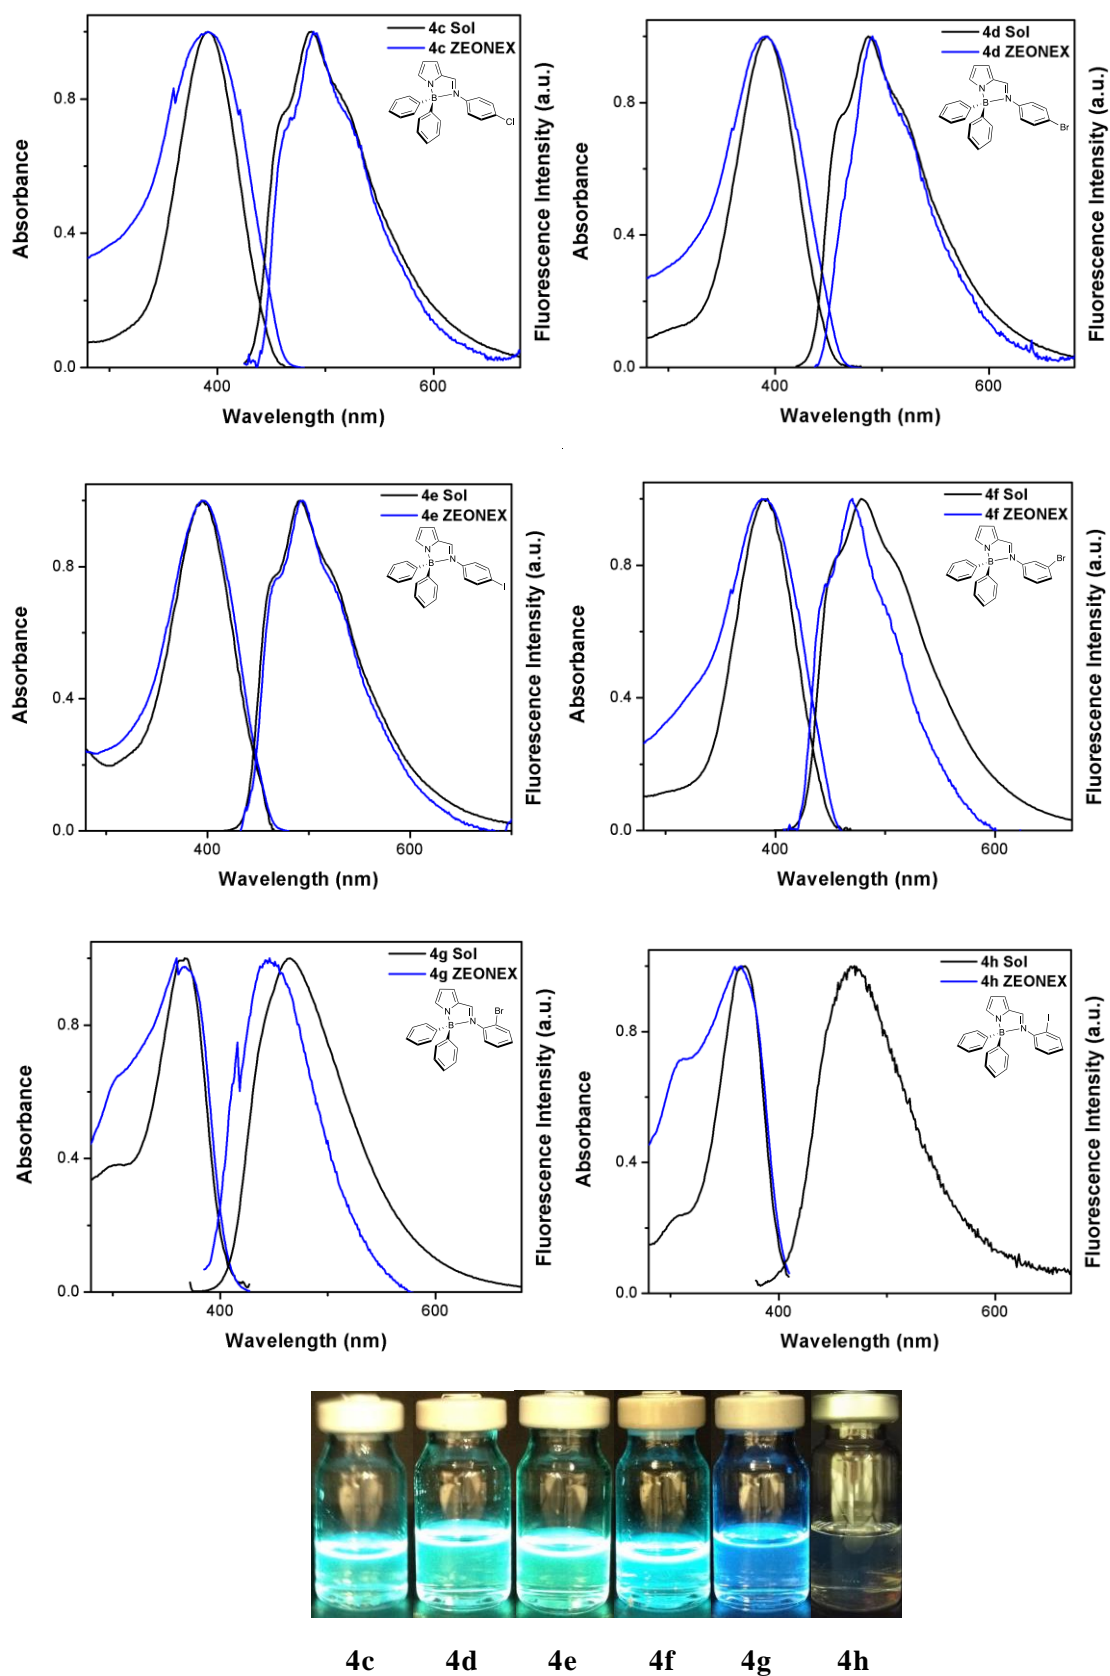 4c Sol
4c ZEONEX
N
B
N
Cl
0.8
0.4
0.0
400
600
Absorbance
Fluorescence Intensity (a.u.)
Wavelength (nm)
4d Sol
4d ZEONEX
N
B
N
Br
0.8
0.4
0.0
400
600
Absorbance
Fluorescence Intensity (a.u.)
Wavelength (nm)
4e Sol
4e ZEONEX
N
B
N
I
0.8
0.4
0.0
400
600
Absorbance
Fluorescence Intensity (a.u.)
Wavelength (nm)
4f Sol
4f ZEONEX
N
B
N
Br
0.8
0.4
0.0
400
600
Absorbance
Fluorescence Intensity (a.u.)
Wavelength (nm)
4g Sol
4g ZEONEX
N
B
N
Br
0.8
0.4
0.0
400
600
Absorbance
Fluorescence Intensity (a.u.)
Wavelength (nm)
4h Sol
4h ZEONEX
N
B
N
I
0.8
0.4
0.0
400
600
Absorbance
Fluorescence Intensity (a.u.)
Wavelength (nm)
4c 4d 4e 4f 4g 4h